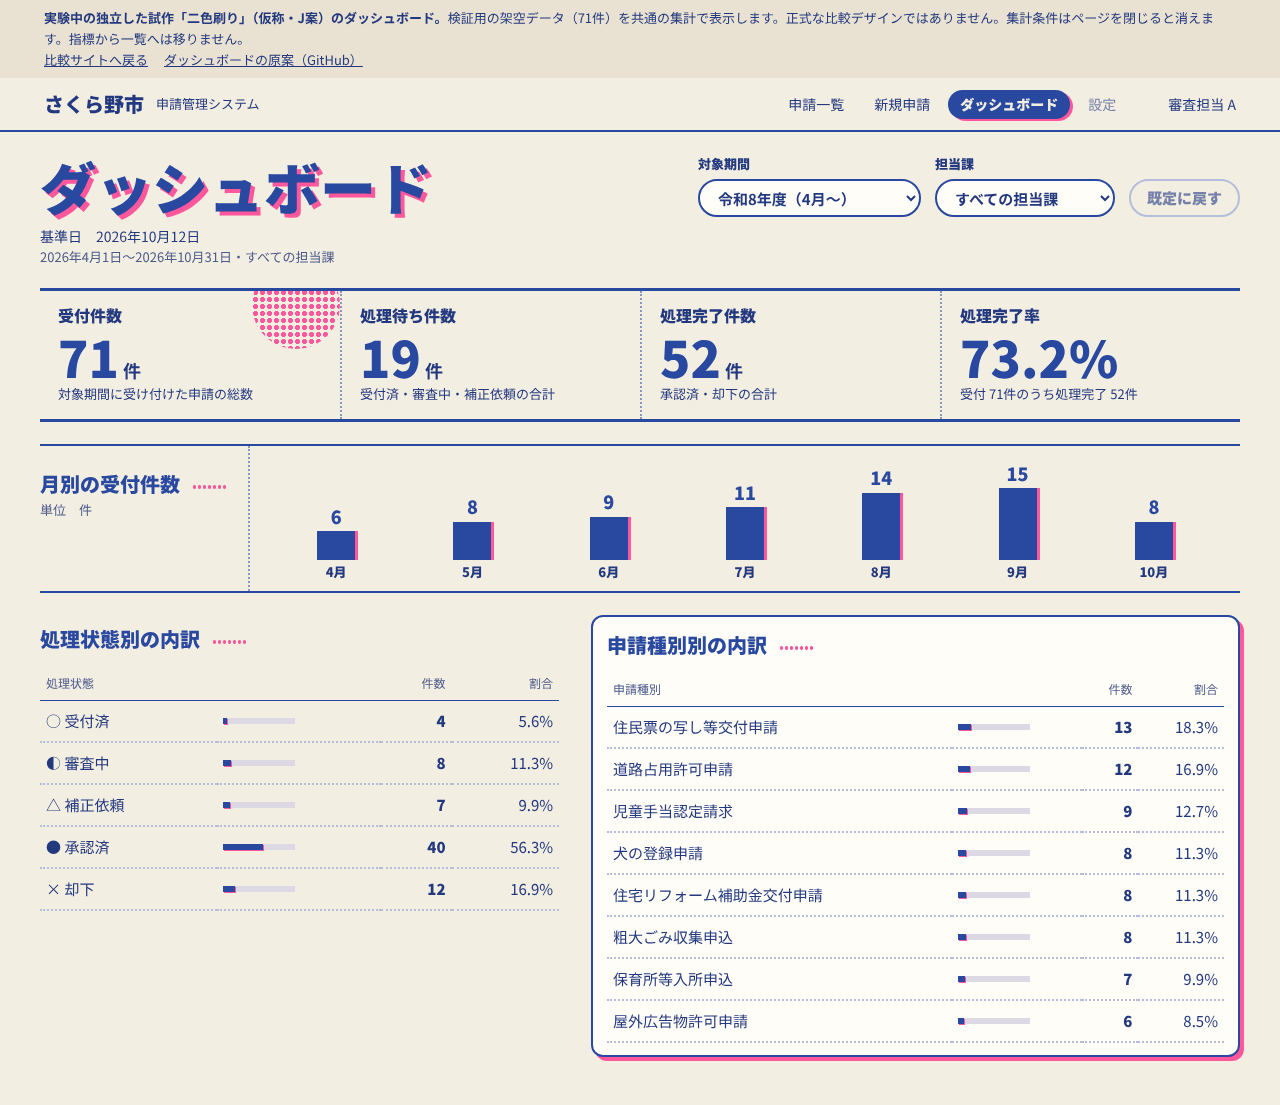 実験中の独立した試作「二色刷り」（仮称・J案）のダッシュボード。検証用の架空データ（71件）を共通の集計で表示します。正式な比較デザインではありません。集計条件はページを閉じると消えま
す。指標から一覧へは移りません。
比較サイトへ戻る ダッシュボードの原案（GitHub）
さくら野市 申請管理システム 申請一覧 新規申請 ダッシュボード 設定 審査担当 A
ダッシュボード
対象期間 担当課
令和8年度（4月〜） すべての担当課 既定に戻す
基準日 2026年10月12日
2026年4月1日〜2026年10月31日・すべての担当課
受付件数 処理待ち件数 処理完了件数 処理完了率
71 件 19 件 52 件 73.2%
対象期間に受け付けた申請の総数 受付済・審査中・補正依頼の合計 承認済・却下の合計 受付 71件のうち処理完了 52件
月別の受付件数
単位 件
6 8 9 11 14 15 8
4月 5月 6月 7月 8月 9月 10月
処理状態別の内訳
処理状態 件数 割合
○ 受付済 4 5.6%
◐ 審査中 8 11.3%
△ 補正依頼 7 9.9%
● 承認済 40 56.3%
× 却下 12 16.9%
申請種別別の内訳
申請種別 件数 割合
住民票の写し等交付申請 13 18.3%
道路占用許可申請 12 16.9%
児童手当認定請求 9 12.7%
犬の登録申請 8 11.3%
住宅リフォーム補助金交付申請 8 11.3%
粗大ごみ収集申込 8 11.3%
保育所等入所申込 7 9.9%
屋外広告物許可申請 6 8.5%